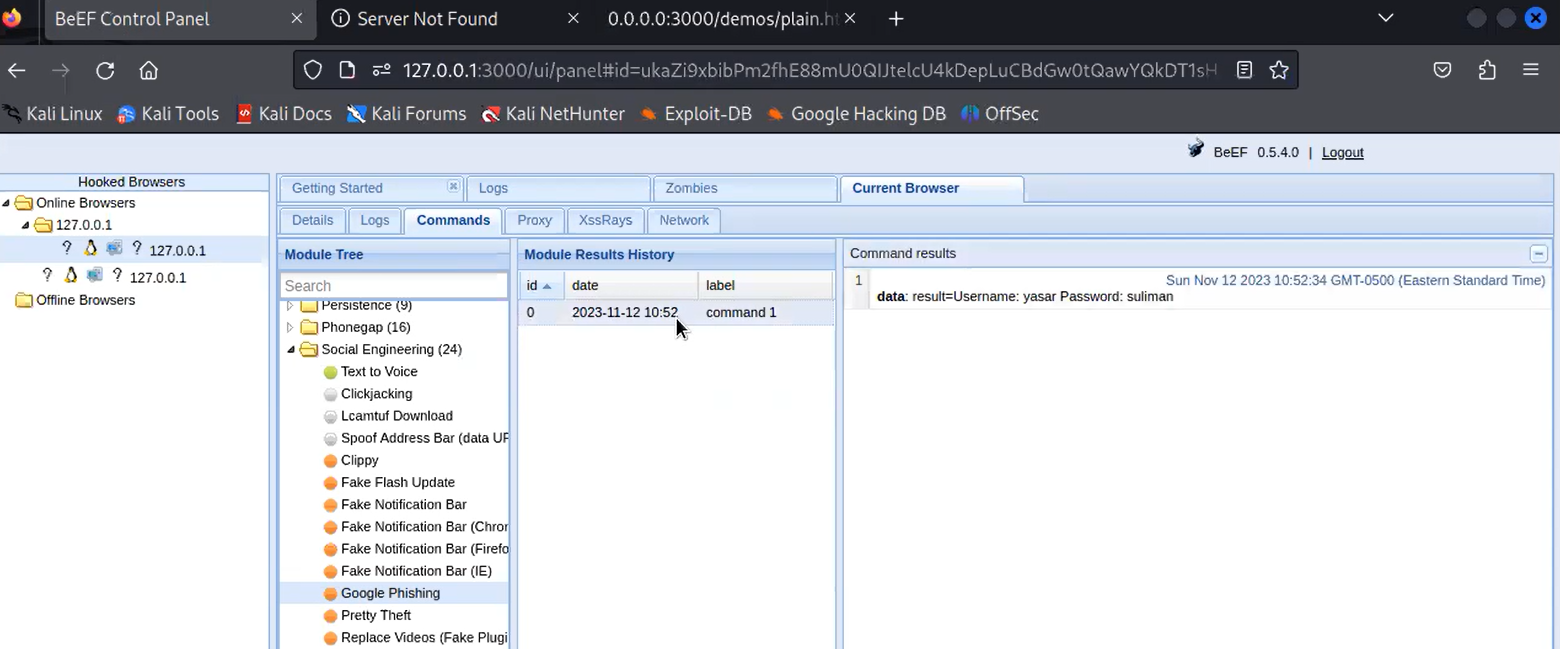 BeEF Control Panel
Server Not Found
0.0.0.0:3000/demos/plain.ht
127.0.0.1:3000/ui/panel#id=ukaZi9xbibPm2fhE88mU0QIJtelcU4kDepLuCBdGw0tQawYQkDT1sH
Kali Linux Kali Tools Kali Docs Kali Forums Kali NetHunter Exploit-DB Google Hacking DB OffSec
BeEF 0.5.4.0 | Logout
Hooked Browsers
Online Browsers
127.0.0.1
? ? 127.0.0.1
? ? 127.0.0.1
Offline Browsers
Getting Started Logs Zombies Current Browser
Details Logs Commands Proxy XssRays Network
Module Tree
Search
Persistence (9)
Phonegap (16)
Social Engineering (24)
Text to Voice
Clickjacking
Lcamtuf Download
Spoof Address Bar (data UF
Clippy
Fake Flash Update
Fake Notification Bar
Fake Notification Bar (Chror
Fake Notification Bar (Firefo
Fake Notification Bar (IE)
Google Phishing
Pretty Theft
Replace Videos (Fake Plugi
Module Results History
id date label
0 2023-11-12 10:52 command 1
Command results
1 Sun Nov 12 2023 10:52:34 GMT-0500 (Eastern Standard Time)
data: result=Username: yasar Password: suliman